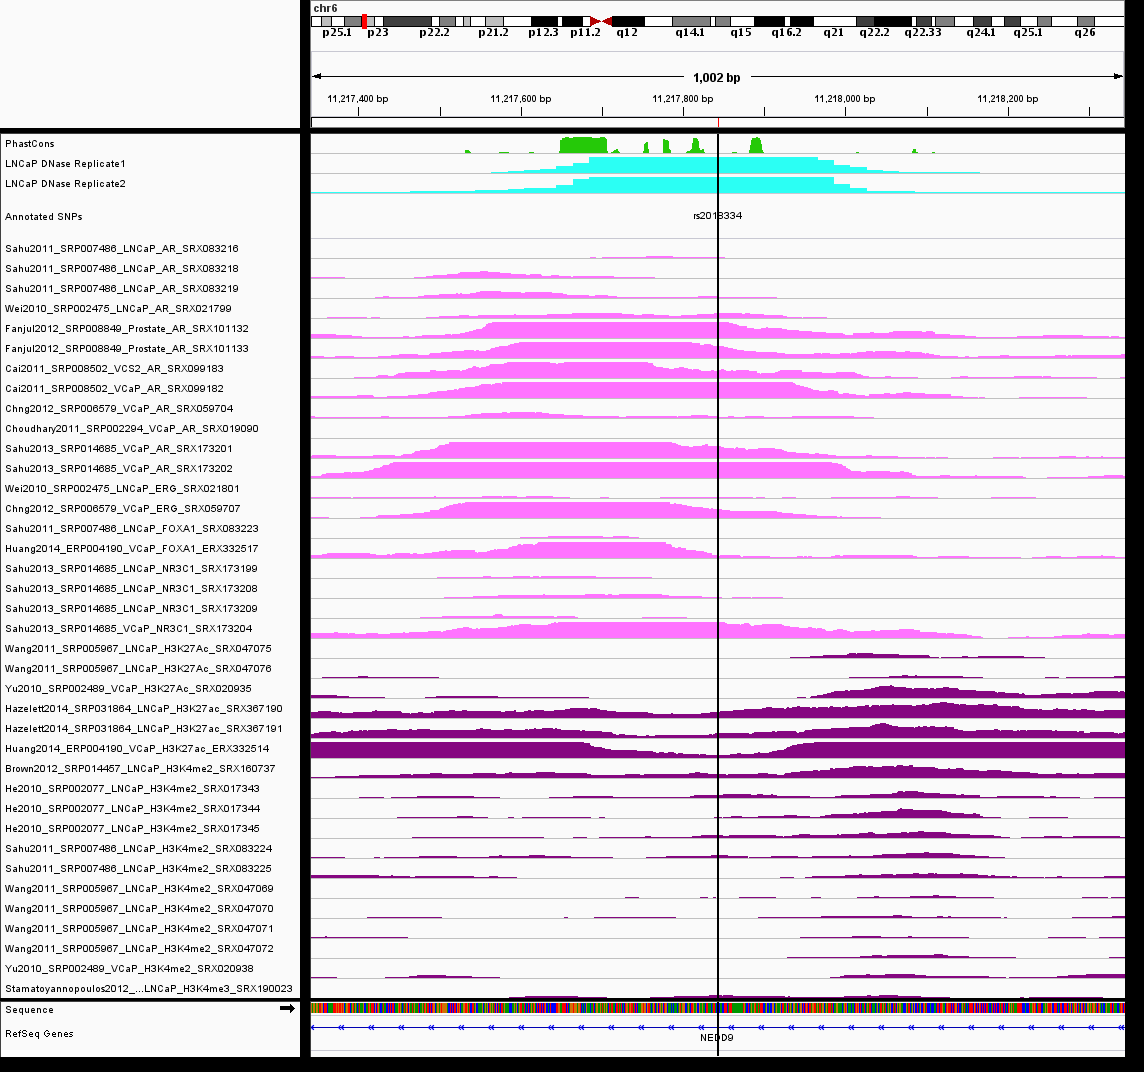 chr6
p25.1 p23 p22.2 p21.2 p12.3 p11.2 q12 q14.1 q15 q16.2 q21 q22.2 q22.33 q24.1 q25.1 q26
1,002 bp
11,217,400 bp 11,217,600 bp 11,217,800 bp 11,218,000 bp 11,218,200 bp
PhastCons
LNCaP DNase Replicate1
LNCaP DNase Replicate2
Annotated SNPs
rs2018334
Sahu2011_SRP007486_LNCaP_AR_SRX083216
Sahu2011_SRP007486_LNCaP_AR_SRX083218
Sahu2011_SRP007486_LNCaP_AR_SRX083219
Wei2010_SRP002475_LNCaP_AR_SRX021799
Fanjul2012_SRP008849_Prostate_AR_SRX101132
Fanjul2012_SRP008849_Prostate_AR_SRX101133
Cai2011_SRP008502_VCS2_AR_SRX099183
Cai2011_SRP008502_VCaP_AR_SRX099182
Chng2012_SRP006579_VCaP_AR_SRX059704
Choudhary2011_SRP002294_VCaP_AR_SRX019090
Sahu2013_SRP014685_VCaP_AR_SRX173201
Sahu2013_SRP014685_VCaP_AR_SRX173202
Wei2010_SRP002475_LNCaP_ERG_SRX021801
Chng2012_SRP006579_VCaP_ERG_SRX059707
Sahu2011_SRP007486_LNCaP_FOXA1_SRX083223
Huang2014_ERP004190_VCaP_FOXA1_ERX332517
Sahu2013_SRP014685_LNCaP_NR3C1_SRX173199
Sahu2013_SRP014685_LNCaP_NR3C1_SRX173208
Sahu2013_SRP014685_LNCaP_NR3C1_SRX173209
Sahu2013_SRP014685_VCaP_NR3C1_SRX173204
Wang2011_SRP005967_LNCaP_H3K27Ac_SRX047075
Wang2011_SRP005967_LNCaP_H3K27Ac_SRX047076
Yu2010_SRP002489_VCaP_H3K27Ac_SRX020935
Hazelett2014_SRP031864_LNCaP_H3K27ac_SRX367190
Hazelett2014_SRP031864_LNCaP_H3K27ac_SRX367191
Huang2014_ERP004190_VCaP_H3K27ac_ERX332514
Brown2012_SRP014457_LNCaP_H3K4me2_SRX160737
He2010_SRP002077_LNCaP_H3K4me2_SRX017343
He2010_SRP002077_LNCaP_H3K4me2_SRX017344
He2010_SRP002077_LNCaP_H3K4me2_SRX017345
Sahu2011_SRP007486_LNCaP_H3K4me2_SRX083224
Sahu2011_SRP007486_LNCaP_H3K4me2_SRX083225
Wang2011_SRP005967_LNCaP_H3K4me2_SRX047069
Wang2011_SRP005967_LNCaP_H3K4me2_SRX047070
Wang2011_SRP005967_LNCaP_H3K4me2_SRX047071
Wang2011_SRP005967_LNCaP_H3K4me2_SRX047072
Yu2010_SRP002489_VCaP_H3K4me2_SRX020938
Stamatoyannopoulos2012_...LNCaP_H3K4me3_SRX190023
Sequence
RefSeq Genes
NEDD9